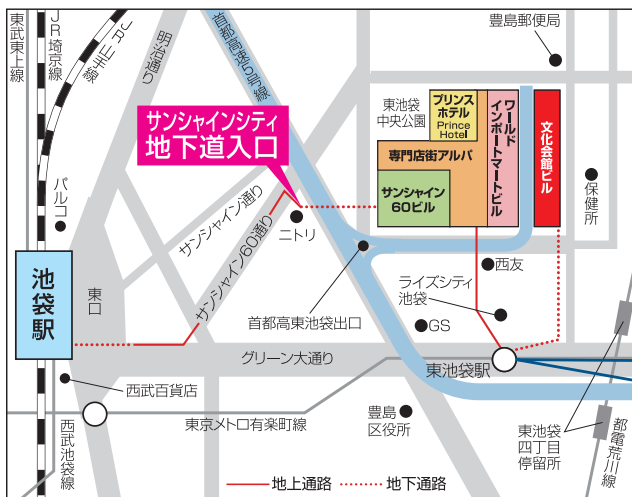 東武東上線
JR埼京線
JR山手線
明治通り
首都高速5号線
豊島郵便局
サンシャインシティ
地下道入口
東池袋
中央公園
プリンス
ホテル
Prince
Hotel
ワールド
インポートマートビル
文化会館ビル
専門店街アルパ
サンシャイン
60ビル
保健所
パルコ
サンシャイン通り
サンシャイン60通り
ニトリ
池袋駅
東口
西友
ライズシティ
池袋
首都高東池袋出口
GS
グリーン大通り
東池袋駅
西武百貨店
東京メトロ有楽町線
豊島
区役所
東池袋
四丁目
停留所
都電荒川線
西武池袋線
地上通路
地下通路